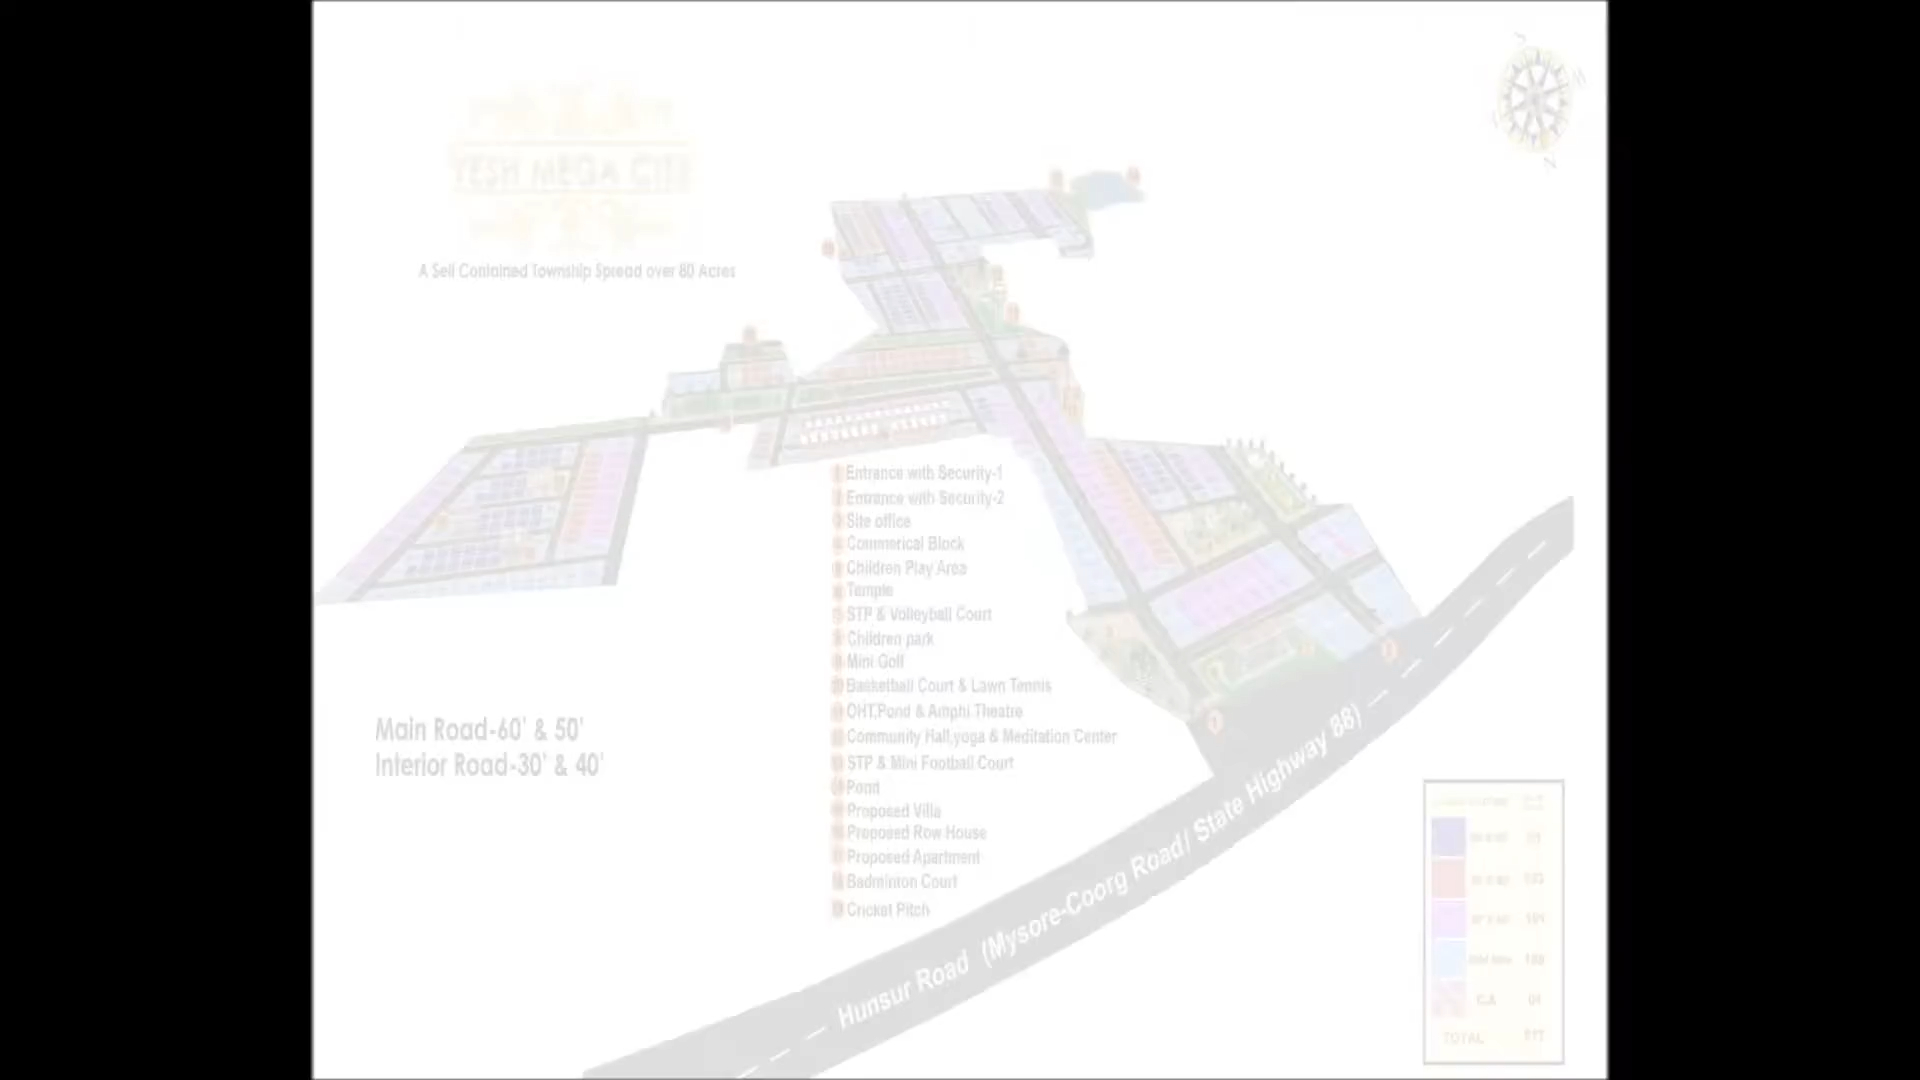 YESH MEGA CITY
A Self Contained Township Spread over 80 Acres
1 Entrance with Security-1
2 Entrance with Security-2
Site office
Commerical Block
Children Play Area
Temple
STP & Volleyball Court
Children park
Mini Golf
Basketball Court & Lawn Tennis
OHT,Pond & Amphi Theatre
Community Hall,yoga & Meditation Center
STP & Mini Football Court
Pond
Proposed Villa
Proposed Row House
Proposed Apartment
Badminton Court
Cricket Pitch
Main Road-60' & 50'
Interior Road-30' & 40'
Hunsur Road (Mysore-Coorg Road/ State Highway 88)
C.A
TOTAL